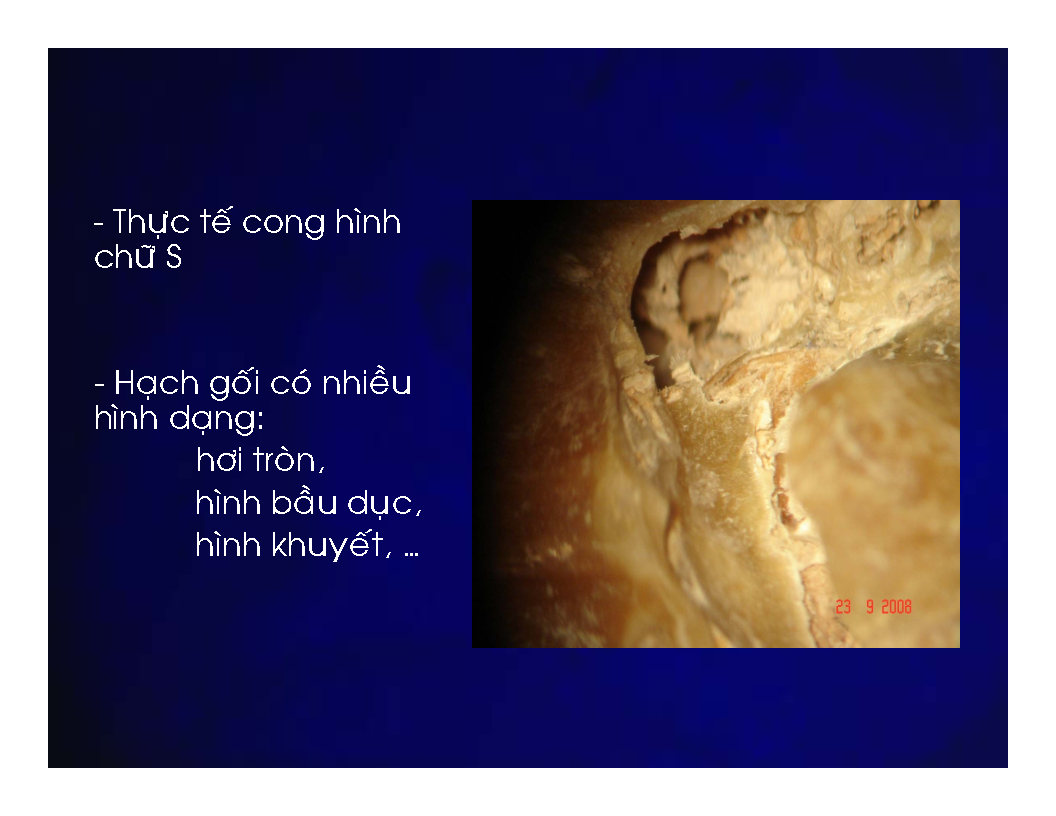 - Thực tế cong hình
chữ S
- Hạch gối có nhiều
hình dạng:
hơi tròn,
hình bầu dục,
hình khuyết, ...
23 9 2008